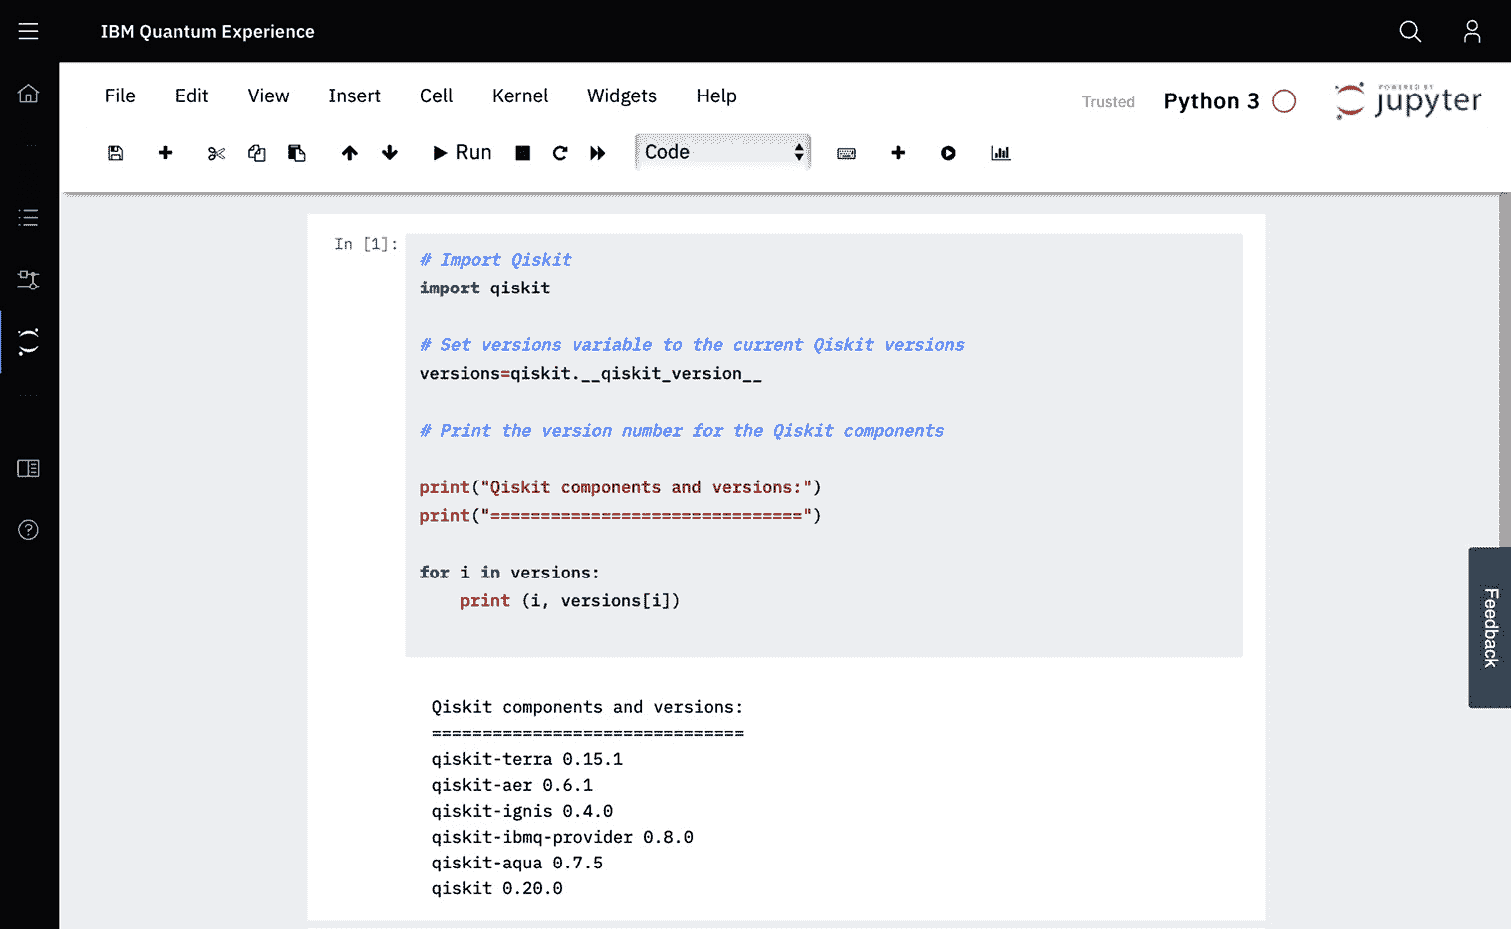 IBM Quantum Experience
File Edit View Insert Cell Kernel Widgets Help
Trusted Python 3
POWERED BY
jupyter
Run Code
In [1]:
# Import Qiskit
import qiskit
# Set versions variable to the current Qiskit versions
versions=qiskit.__qiskit_version__
# Print the version number for the Qiskit components
print("Qiskit components and versions:")
print("===============================")
for i in versions:
    print (i, versions[i])
Qiskit components and versions:
===============================
qiskit-terra 0.15.1
qiskit-aer 0.6.1
qiskit-ignis 0.4.0
qiskit-ibmq-provider 0.8.0
qiskit-aqua 0.7.5
qiskit 0.20.0
Feedback